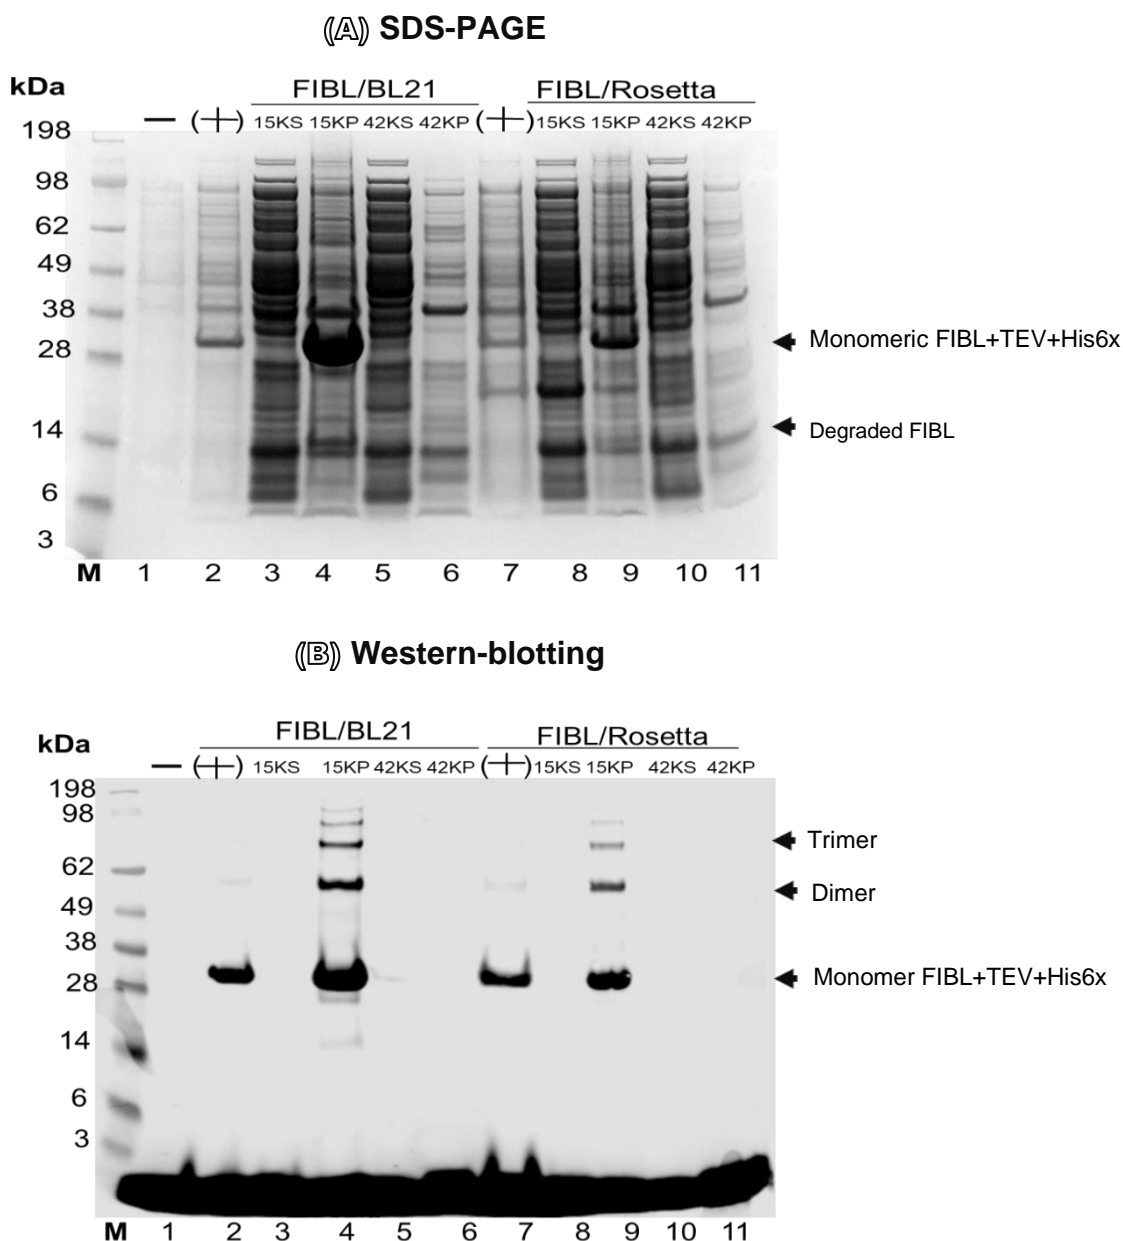 (A) SDS-PAGE
kDa
FIBL/BL21
FIBL/Rosetta
— (+) 15KS 15KP 42KS 42KP (+) 15KS 15KP 42KS 42KP
198
98
62
49
38
28
14
6
3
Monomeric FIBL+TEV+His6x
Degraded FIBL
M 1 2 3 4 5 6 7 8 9 10 11
(B) Western-blotting
kDa
FIBL/BL21
FIBL/Rosetta
— (+) 15KS 15KP 42KS 42KP (+) 15KS 15KP 42KS 42KP
198
98
62
49
38
28
14
6
3
Trimer
Dimer
Monomer FIBL+TEV+His6x
M 1 2 3 4 5 6 7 8 9 10 11